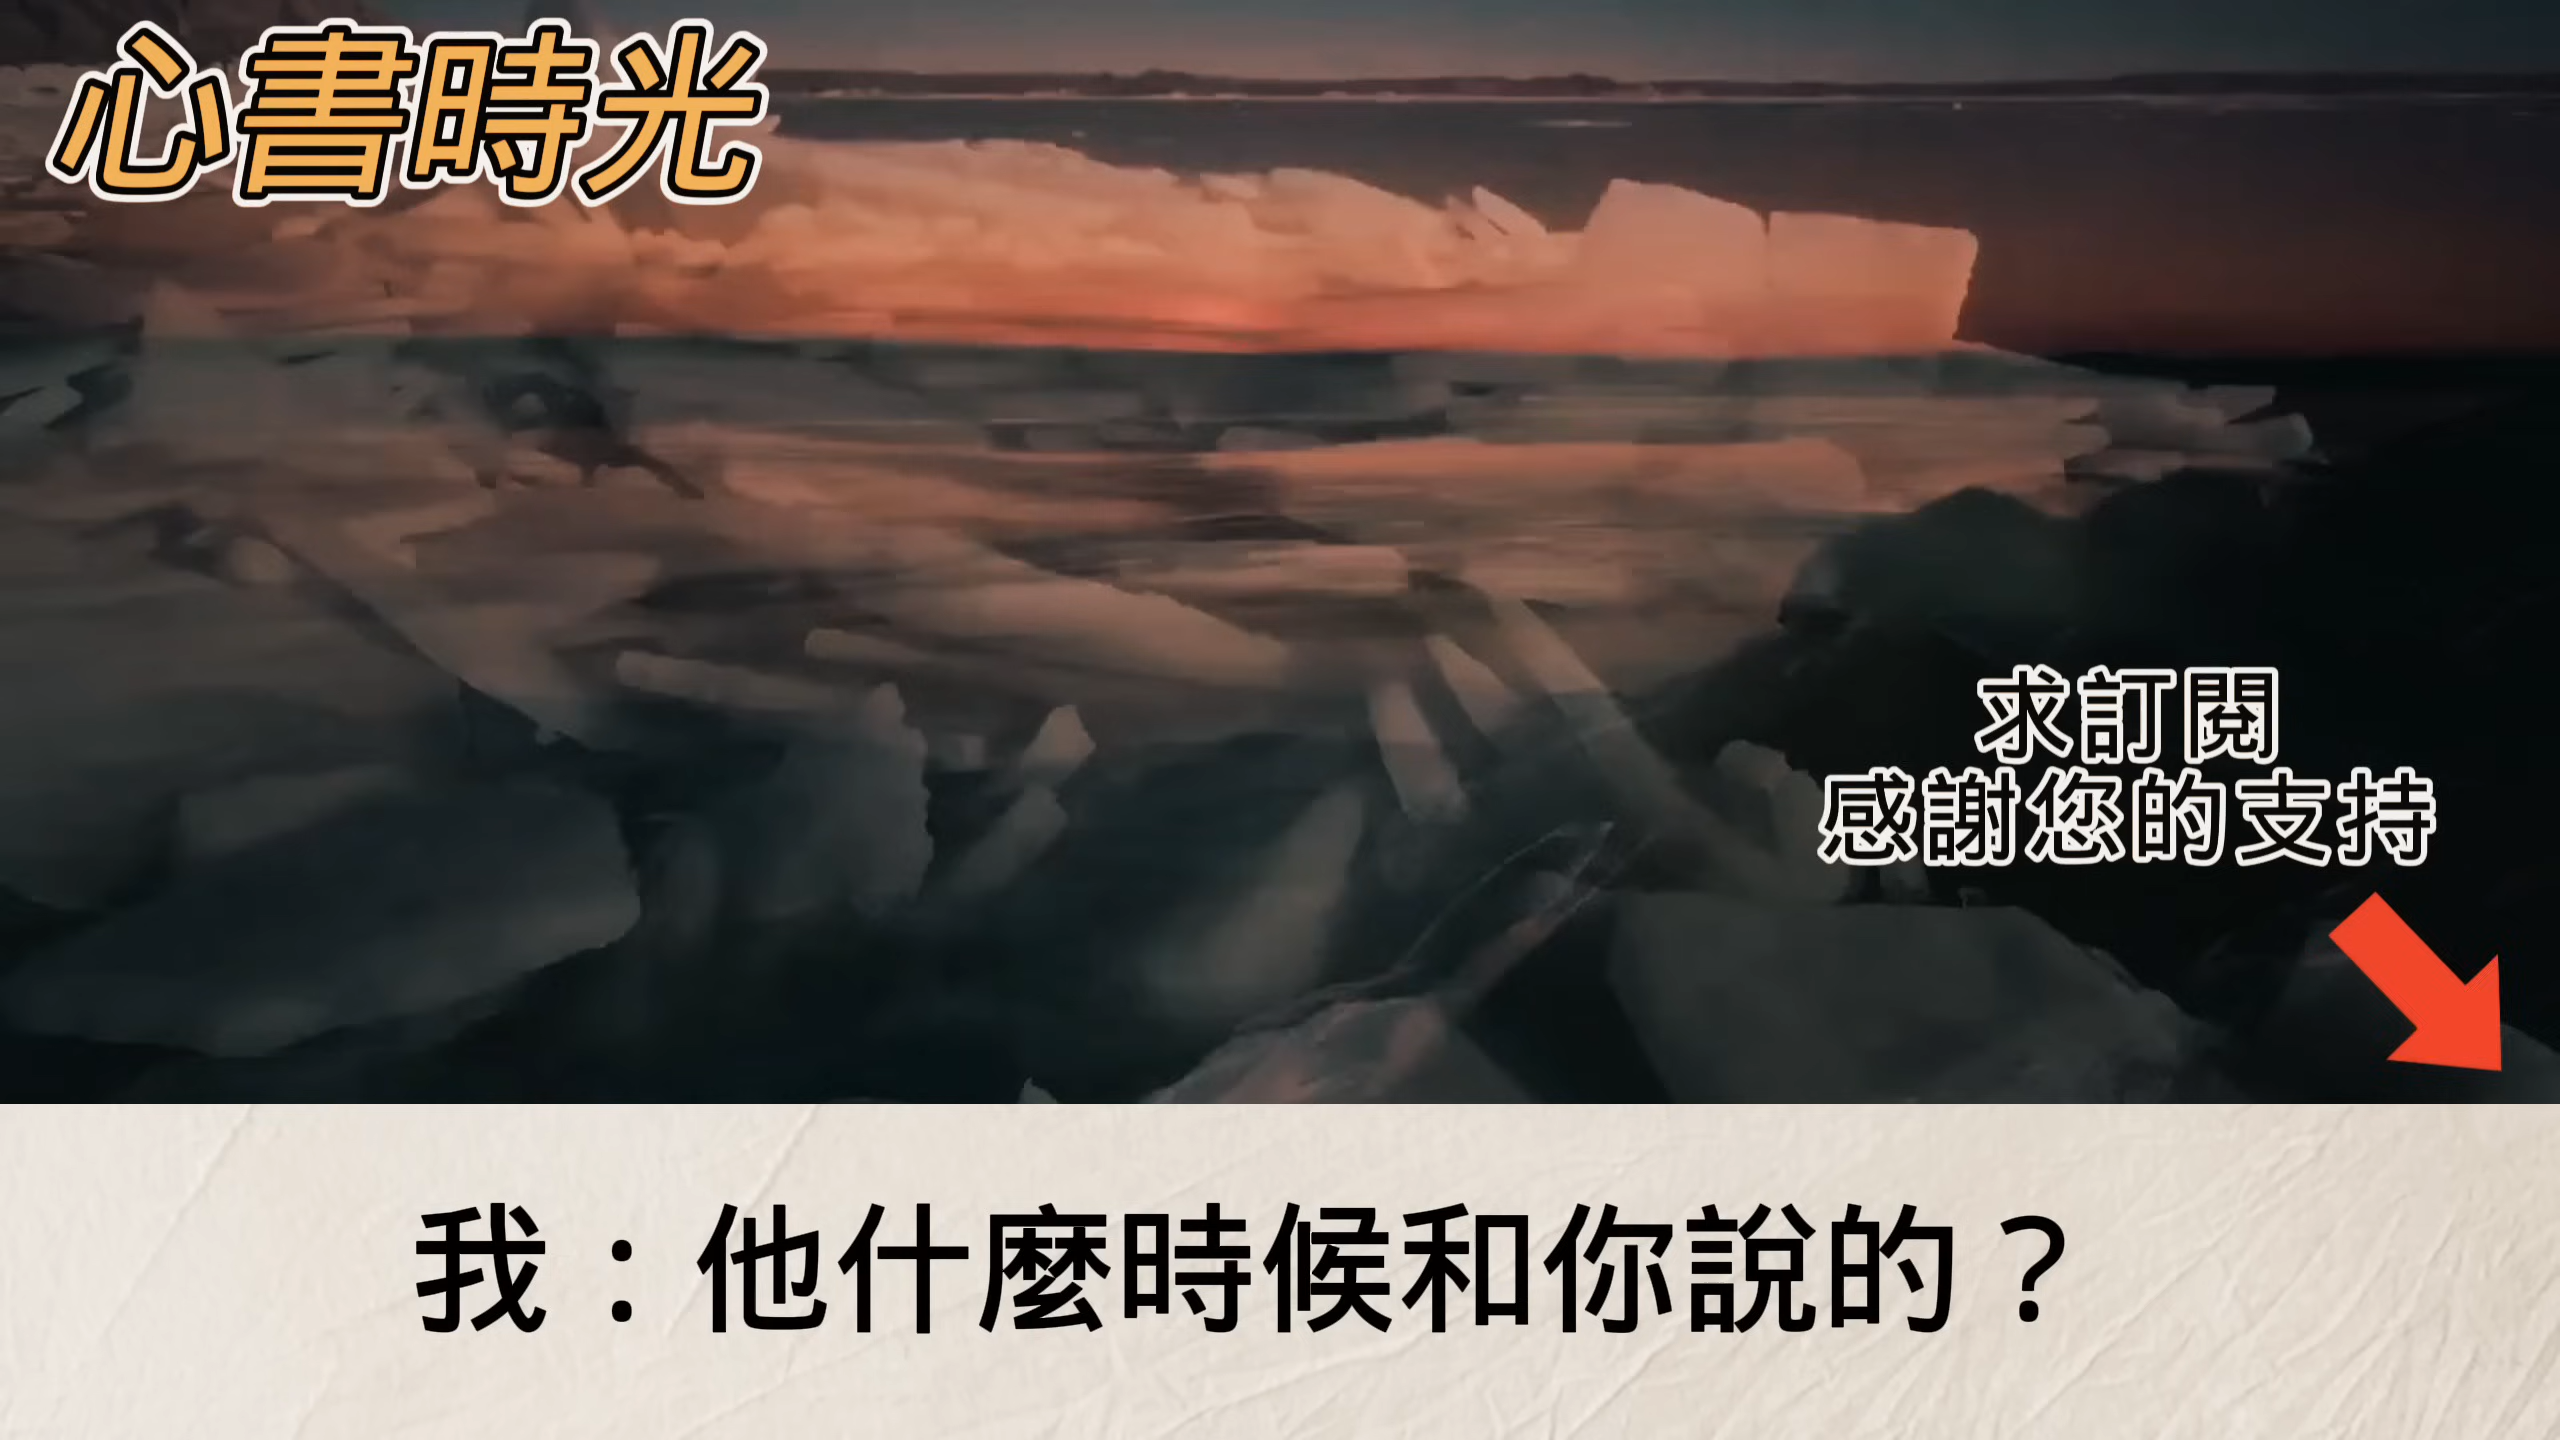 心書時光
求訂閱
感謝您的支持
我：他什麼時候和你說的？